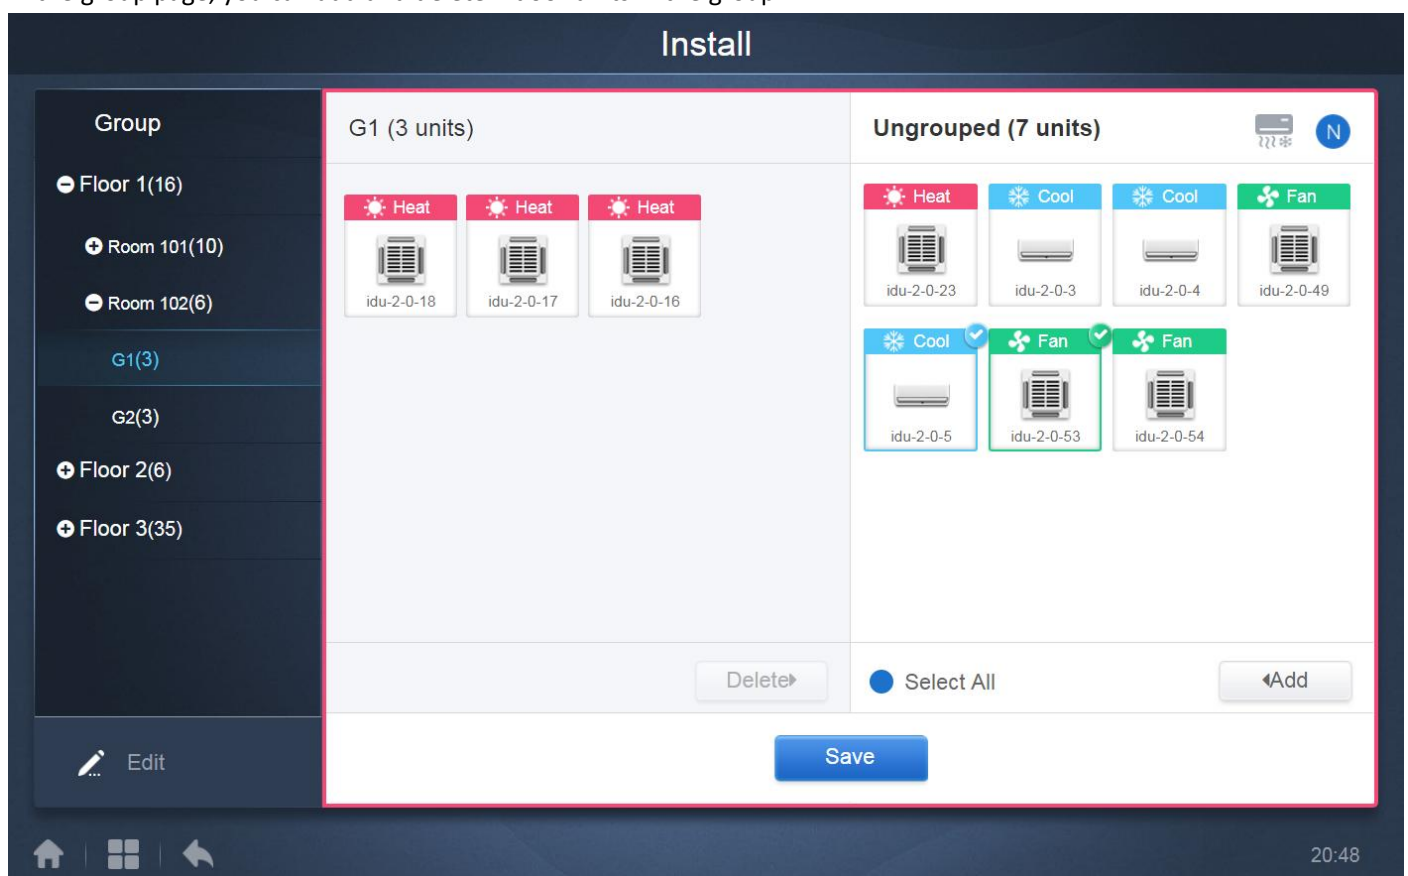 Install
Group
Floor 1(16)
Room 101(10)
Room 102(6)
G1(3)
G2(3)
Floor 2(6)
Floor 3(35)
Edit
G1 (3 units)
Heat Heat Heat
idu-2-0-18 idu-2-0-17 idu-2-0-16
Delete
Ungrouped (7 units) N
Heat Cool Cool Fan
idu-2-0-23 idu-2-0-3 idu-2-0-4 idu-2-0-49
Cool Fan Fan
idu-2-0-5 idu-2-0-53 idu-2-0-54
Select All Add
Save
20:48